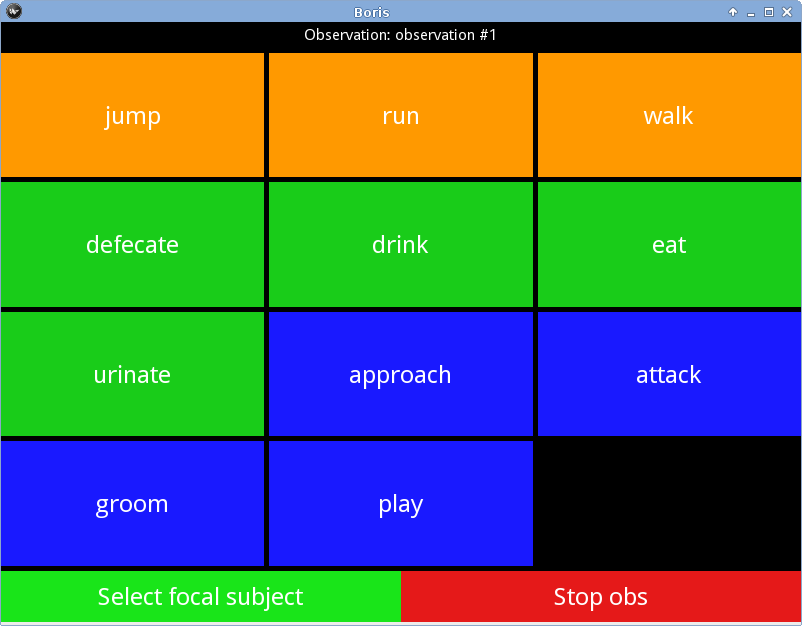 Boris
Observation: observation #1
jump run walk
defecate drink eat
urinate approach attack
groom play
Select focal subject Stop obs